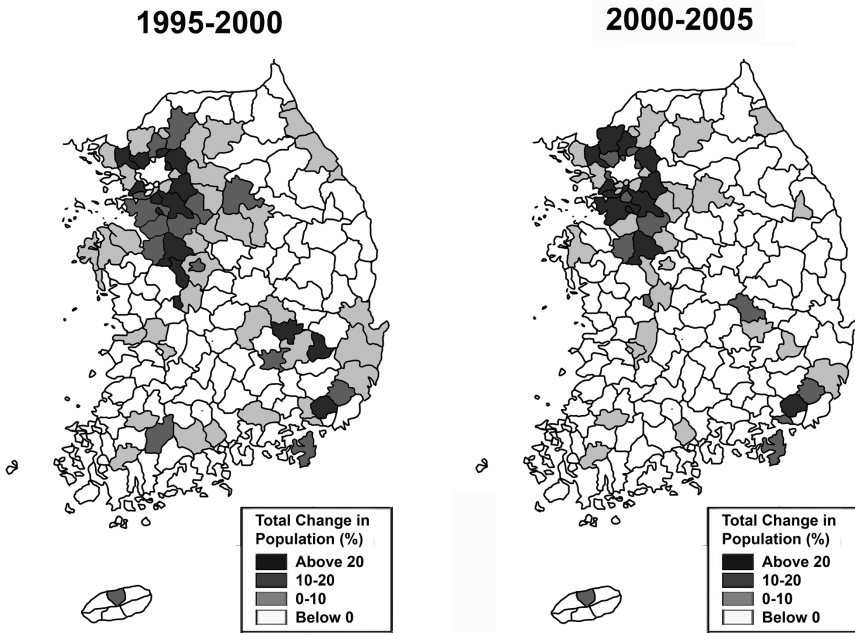 1995-2000
2000-2005
Total Change in
Population (%)
Above 20
10-20
0-10
Below 0
Total Change in
Population (%)
Above 20
10-20
0-10
Below 0